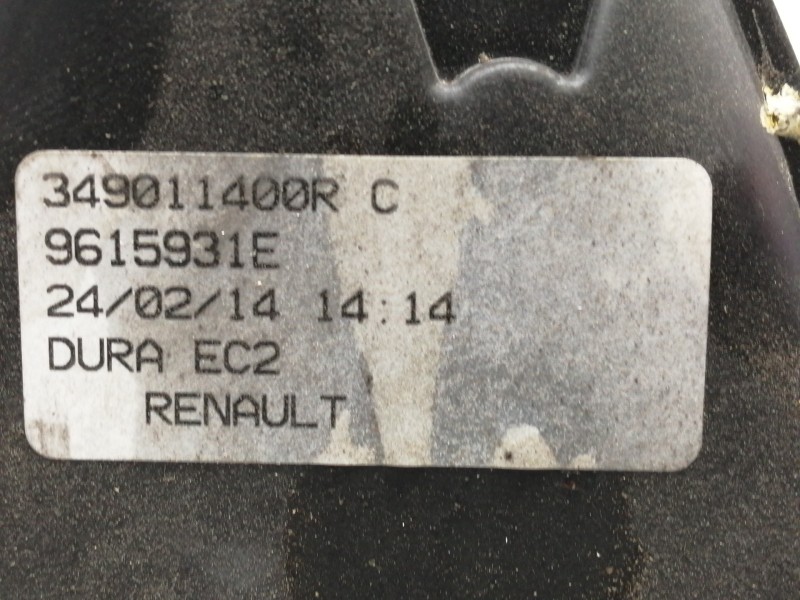 349011400R C
9615931E
24/02/14 14:14
DURA EC2
RENAULT